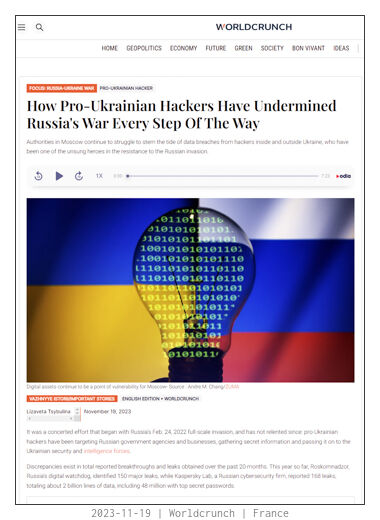 WORLDCRUNCH
HOME GEOPOLITICS ECONOMY FUTURE GREEN SOCIETY BON VIVANT IDEAS
FOCUS: RUSSIA-UKRAINE WAR PRO-UKRAINIAN HACKER
How Pro-Ukrainian Hackers Have Undermined
Russia's War Every Step Of The Way
Authorities in Moscow continue to struggle to stem the tide of data breaches from hackers inside and outside Ukraine, who have
been one of the unsung heroes in the resistance to the Russian invasion.
1X 0:00 7:23 odia
Digital assets continue to be a point of vulnerability for Moscow Source : Andre M. Chang/ZUMA
VAZHNYYE ISTORII/IMPORTANT STORIES ENGLISH EDITION • WORLDCRUNCH
Lizaveta Tsybulina November 19, 2023
It was a concerted effort that began with Russia's Feb. 24, 2022 full-scale invasion, and has not relented since: pro Ukrainian
hackers have been targeting Russian government agencies and businesses, gathering secret information and passing it on to the
Ukrainian security and intelligence forces.
Discrepancies exist in total reported breakthroughs and leaks obtained over the past 20 months. This year so far, Roskomnadzor,
Russia's digital watchdog, identified 150 major leaks, while Kaspersky Lab, a Russian cybersecurity firm, reported 168 leaks,
totaling about 2 billion lines of data, including 48 million with top secret passwords.
2023-11-19 | Worldcrunch | France